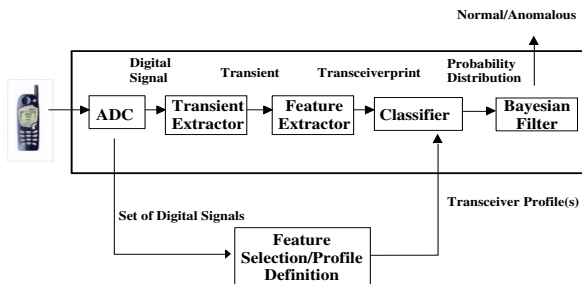 Normal/Anomalous
Digital
Signal
Transient
Transceiverprint
Probability
Distribution
ADC
Transient
Extractor
Feature
Extractor
Classifier
Bayesian
Filter
Set of Digital Signals
Transceiver Profile(s)
Feature
Selection/Profile
Definition